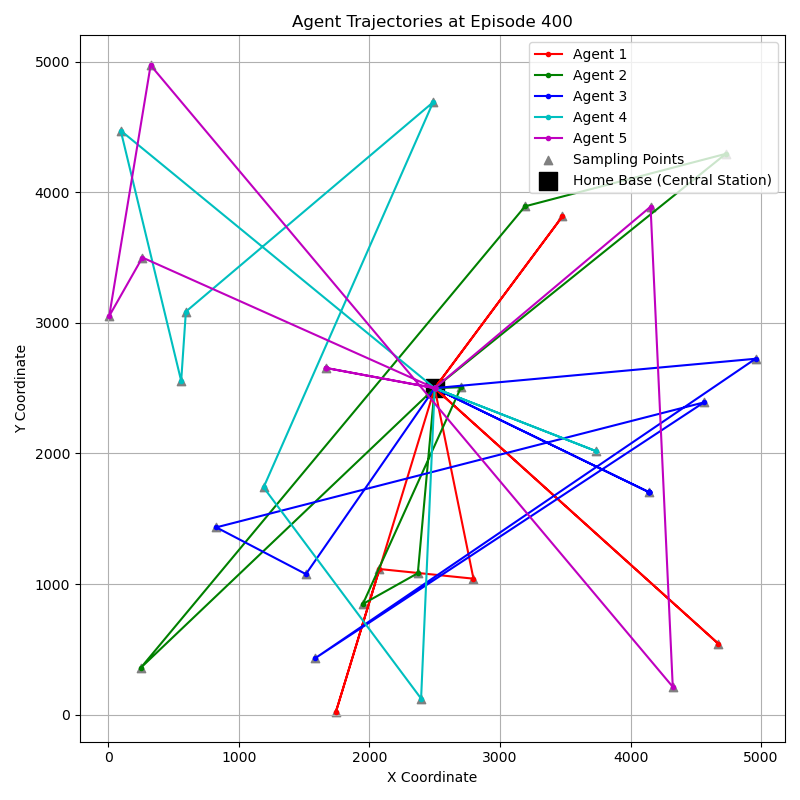 Agent Trajectories at Episode 400
Agent 1
Agent 2
Agent 3
Agent 4
Agent 5
Sampling Points
Home Base (Central Station)
Y Coordinate
5000
4000
3000
2000
1000
0
0 1000 2000 3000 4000 5000
X Coordinate